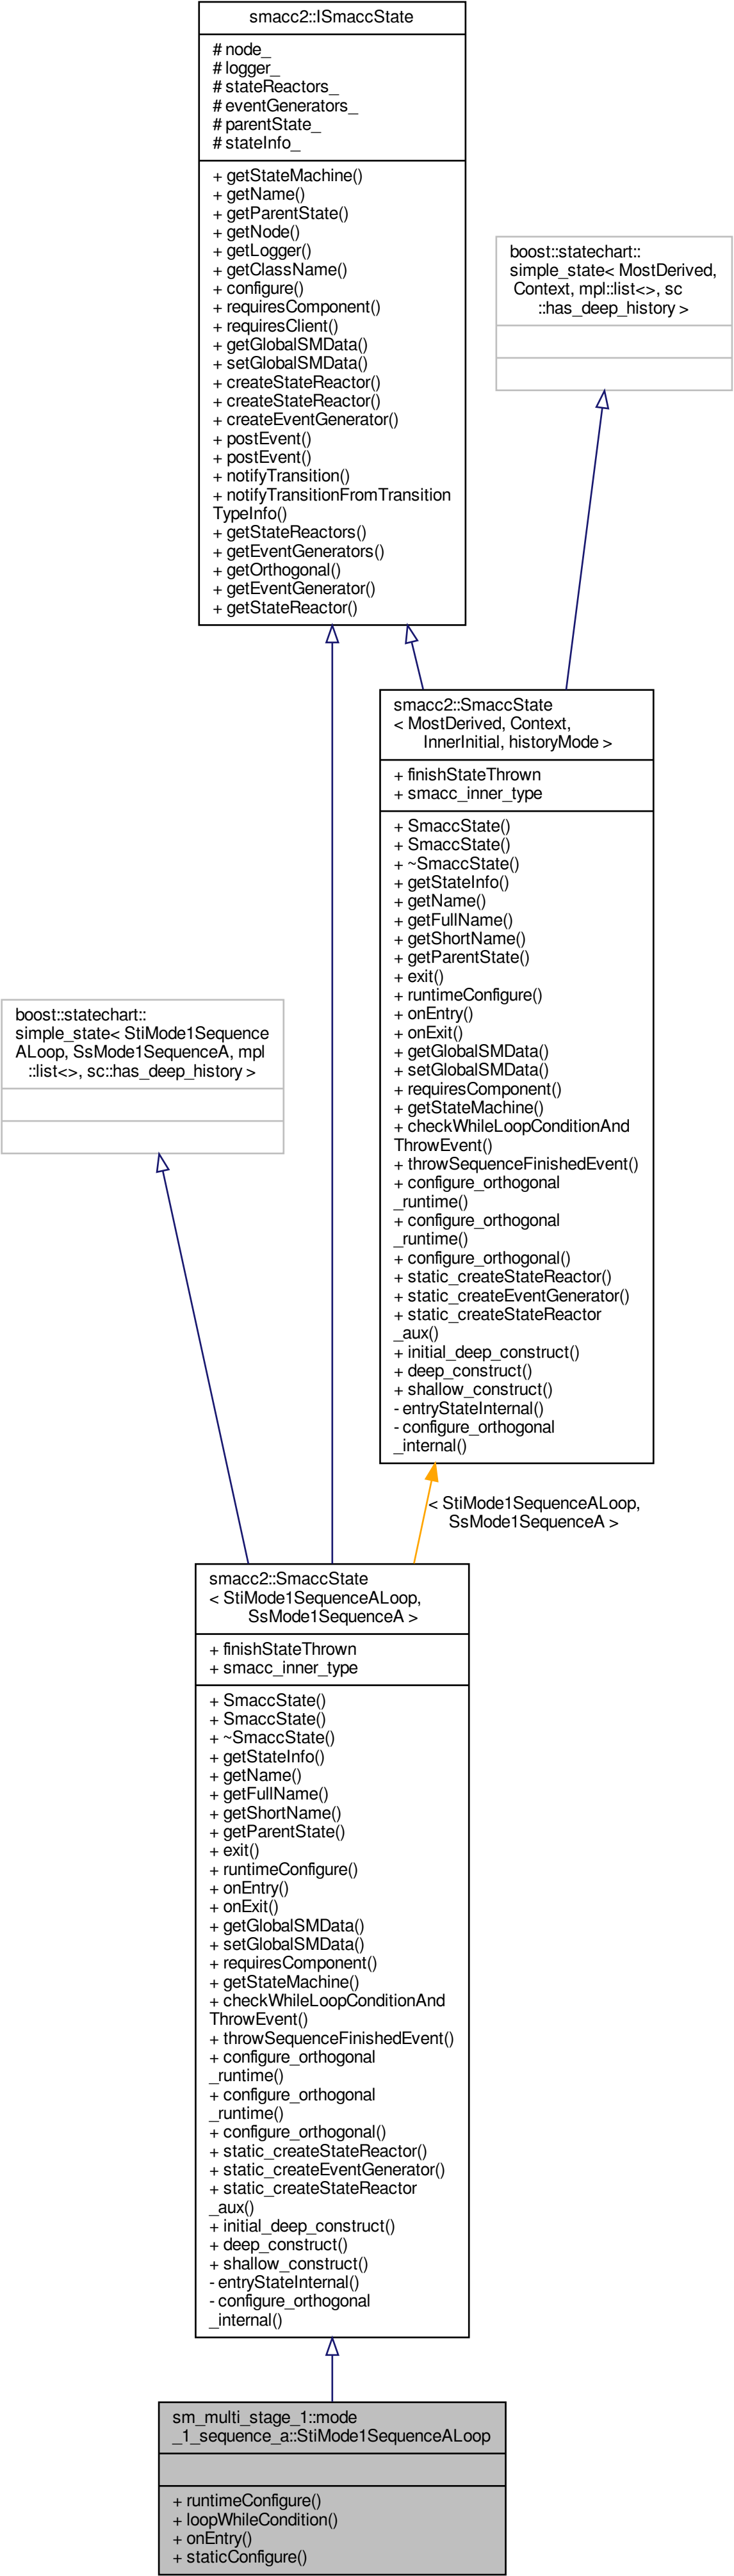 smacc2::ISmaccState
# node_
# logger_
# stateReactors_
# eventGenerators_
# parentState_
# stateInfo_
+ getStateMachine()
+ getName()
+ getParentState()
+ getNode()
+ getLogger()
+ getClassName()
+ configure()
+ requiresComponent()
+ requiresClient()
+ getGlobalSMData()
+ setGlobalSMData()
+ createStateReactor()
+ createStateReactor()
+ createEventGenerator()
+ postEvent()
+ postEvent()
+ notifyTransition()
+ notifyTransitionFromTransition
TypeInfo()
+ getStateReactors()
+ getEventGenerators()
+ getOrthogonal()
+ getEventGenerator()
+ getStateReactor()
boost::statechart::
simple_state< MostDerived,
Context, mpl::list<>, sc
::has_deep_history >
smacc2::SmaccState
< MostDerived, Context,
InnerInitial, historyMode >
+ finishStateThrown
+ smacc_inner_type
+ SmaccState()
+ SmaccState()
+ ~SmaccState()
+ getStateInfo()
+ getName()
+ getFullName()
+ getShortName()
+ getParentState()
+ exit()
+ runtimeConfigure()
+ onEntry()
+ onExit()
+ getGlobalSMData()
+ setGlobalSMData()
+ requiresComponent()
+ getStateMachine()
+ checkWhileLoopConditionAnd
ThrowEvent()
+ throwSequenceFinishedEvent()
+ configure_orthogonal
_runtime()
+ configure_orthogonal
_runtime()
+ configure_orthogonal()
+ static_createStateReactor()
+ static_createEventGenerator()
+ static_createStateReactor
_aux()
+ initial_deep_construct()
+ deep_construct()
+ shallow_construct()
- entryStateInternal()
- configure_orthogonal
_internal()
boost::statechart::
simple_state< StiMode1Sequence
ALoop, SsMode1SequenceA, mpl
::list<>, sc::has_deep_history >
< StiMode1SequenceALoop,
SsMode1SequenceA >
smacc2::SmaccState
< StiMode1SequenceALoop,
SsMode1SequenceA >
+ finishStateThrown
+ smacc_inner_type
+ SmaccState()
+ SmaccState()
+ ~SmaccState()
+ getStateInfo()
+ getName()
+ getFullName()
+ getShortName()
+ getParentState()
+ exit()
+ runtimeConfigure()
+ onEntry()
+ onExit()
+ getGlobalSMData()
+ setGlobalSMData()
+ requiresComponent()
+ getStateMachine()
+ checkWhileLoopConditionAnd
ThrowEvent()
+ throwSequenceFinishedEvent()
+ configure_orthogonal
_runtime()
+ configure_orthogonal
_runtime()
+ configure_orthogonal()
+ static_createStateReactor()
+ static_createEventGenerator()
+ static_createStateReactor
_aux()
+ initial_deep_construct()
+ deep_construct()
+ shallow_construct()
- entryStateInternal()
- configure_orthogonal
_internal()
sm_multi_stage_1::mode
_1_sequence_a::StiMode1SequenceALoop
+ runtimeConfigure()
+ loopWhileCondition()
+ onEntry()
+ staticConfigure()